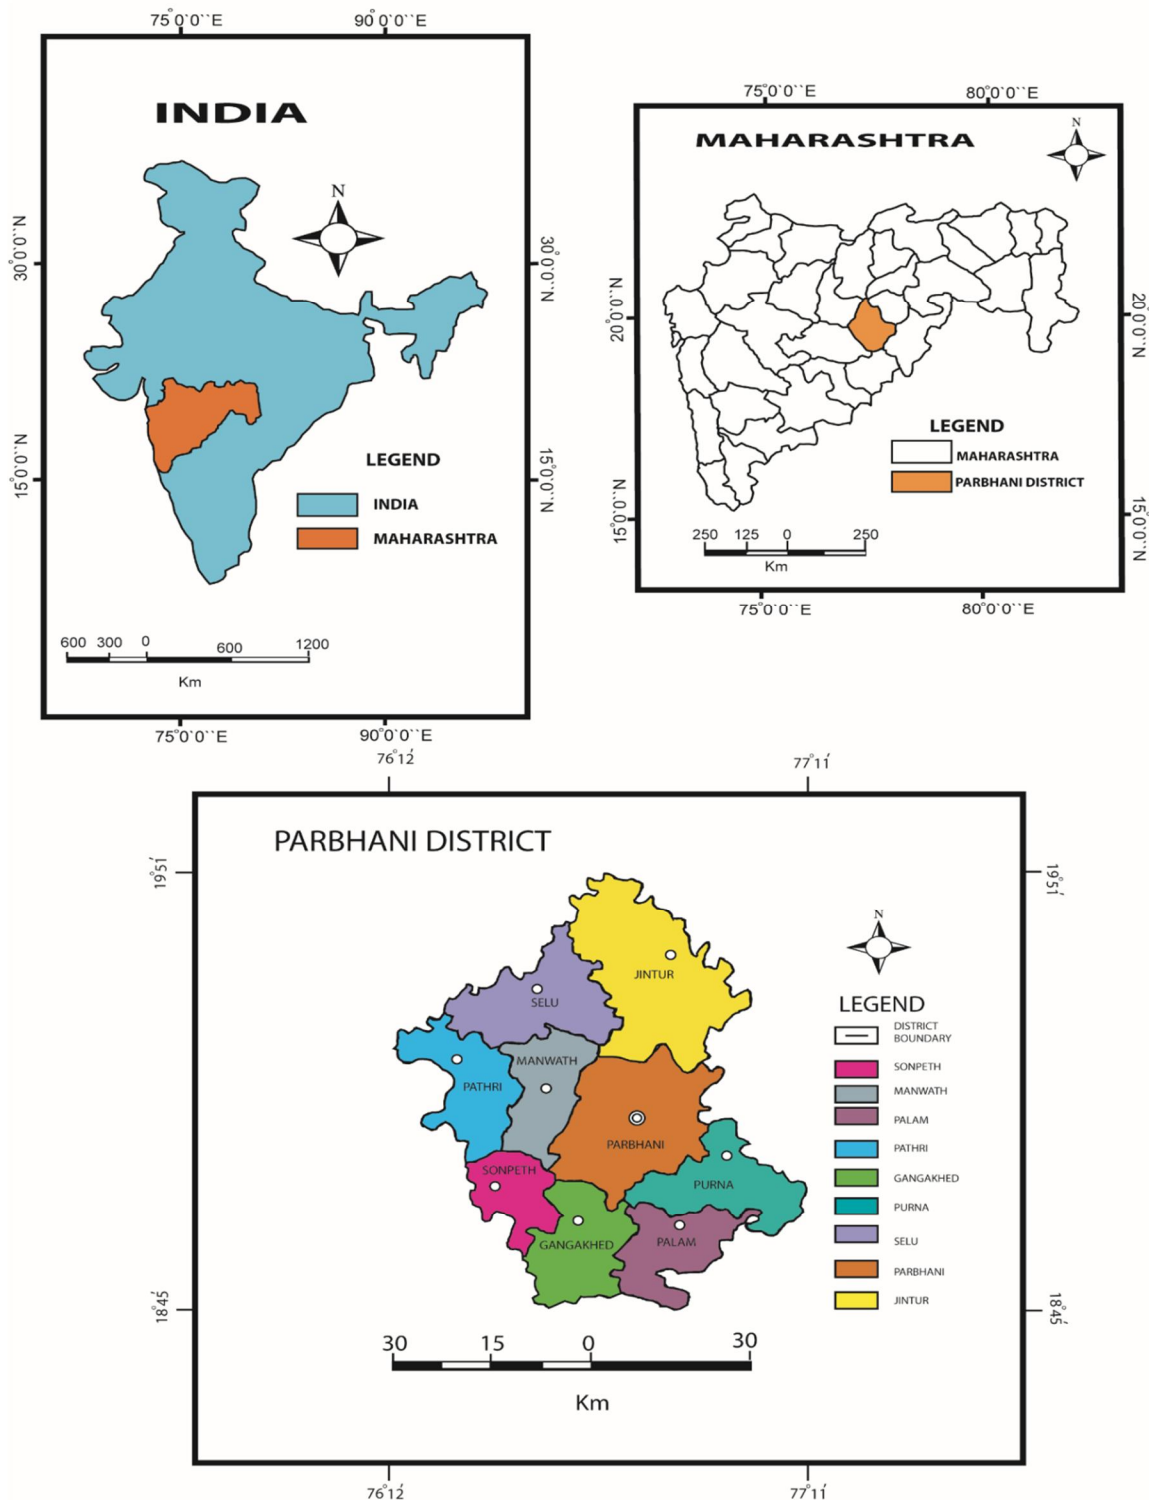 75°0'0''E 90°0'0''E
INDIA
N
30°0'0''N 30°0'0''N
15°0'0''N 15°0'0''N
LEGEND
INDIA
MAHARASHTRA
600 300 0 600 1200
Km
75°0'0''E 90°0'0''E
75°0'0''E 80°0'0''E
MAHARASHTRA
N
20°0'0''N 20°0'0''N
15°0'0''N 15°0'0''N
LEGEND
MAHARASHTRA
PARBHANI DISTRICT
250 125 0 250
Km
75°0'0''E 80°0'0''E
76°12' 77°11'
PARBHANI DISTRICT
19°51' 19°51'
N
JINTUR
SELU
MANWATH
PATHRI
PARBHANI
SONPETH
PURNA
GANGAKHED
PALAM
LEGEND
DISTRICT
BOUNDARY
SONPETH
MANWATH
PALAM
PATHRI
GANGAKHED
PURNA
SELU
PARBHANI
JINTUR
18°45' 18°45'
30 15 0 30
Km
76°12' 77°11'